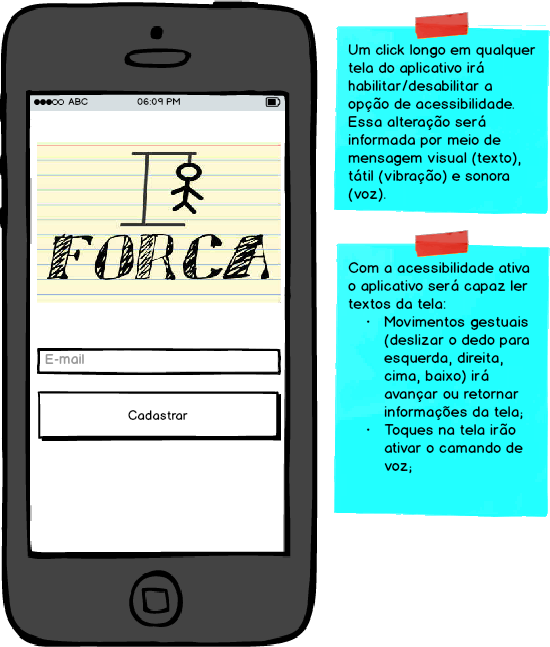 ABC 06:09 PM
FORCA
E-mail
Cadastrar
Um click longo em qualquer
tela do aplicativo irá
habilitar/desabilitar a
opção de acessibilidade.
Essa alteração será
informada por meio de
mensagem visual (texto),
tátil (vibração) e sonora
(voz).
Com a acessibilidade ativa
o aplicativo será capaz ler
textos da tela:
• Movimentos gestuais
(deslizar o dedo para
esquerda, direita,
cima, baixo) irá
avançar ou retornar
informações da tela;
• Toques na tela irão
ativar o camando de
voz;